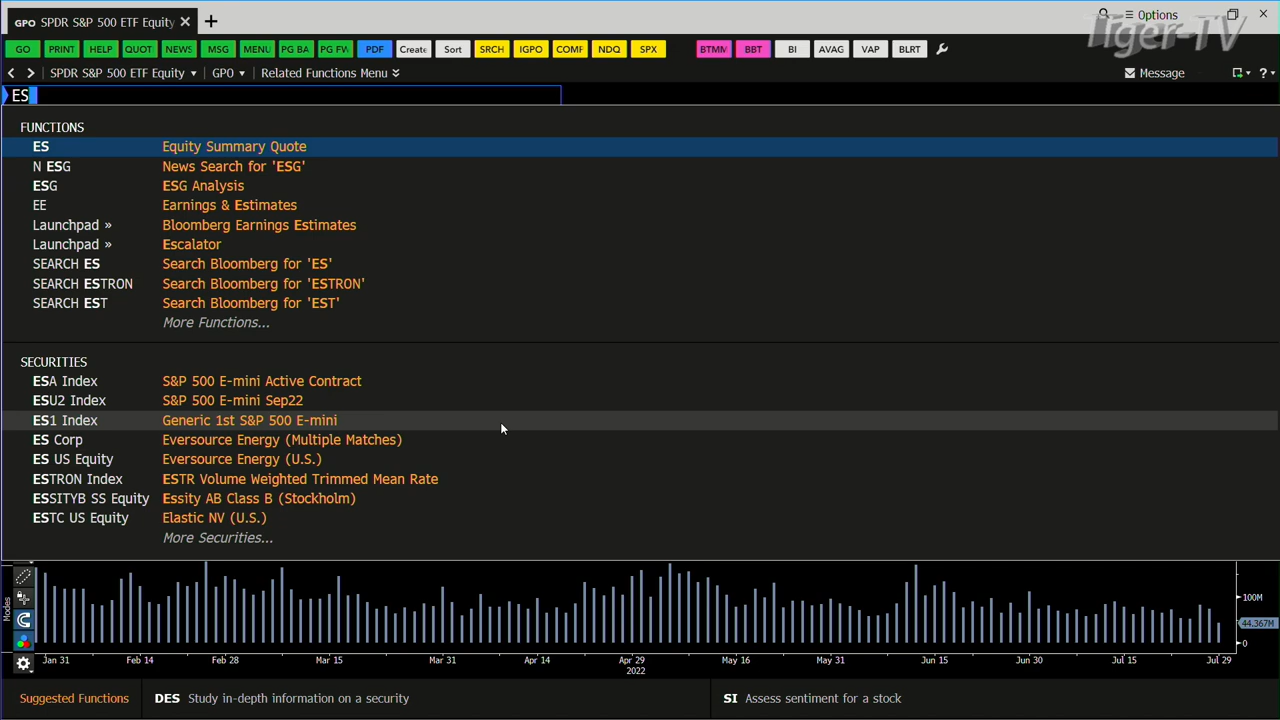 GPO SPDR S&P 500 ETF Equity
Options
Tiger-TV
GO PRINT HELP QUOT NEWS MSG MENU PG BA PG FW PDF Create Sort SRCH IGPO COMF NDQ SPX BTMM BBT BI AVAG VAP BLRT
SPDR S&P 500 ETF Equity GPO Related Functions Menu Message ?
ES
FUNCTIONS
ES Equity Summary Quote
N ESG News Search for 'ESG'
ESG ESG Analysis
EE Earnings & Estimates
Launchpad » Bloomberg Earnings Estimates
Launchpad » Escalator
SEARCH ES Search Bloomberg for 'ES'
SEARCH ESTRON Search Bloomberg for 'ESTRON'
SEARCH EST Search Bloomberg for 'EST'
More Functions...
SECURITIES
ESA Index S&P 500 E-mini Active Contract
ESU2 Index S&P 500 E-mini Sep22
ES1 Index Generic 1st S&P 500 E-mini
ES Corp Eversource Energy (Multiple Matches)
ES US Equity Eversource Energy (U.S.)
ESTRON Index ESTR Volume Weighted Trimmed Mean Rate
ESSITYB SS Equity Essity AB Class B (Stockholm)
ESTC US Equity Elastic NV (U.S.)
More Securities...
Modes
100M
44.367M
0
Jan 31 Feb 14 Feb 28 Mar 15 Mar 31 Apr 14 Apr 29 May 16 May 31 Jun 15 Jun 30 Jul 15 Jul 29
2022
Suggested Functions DES Study in-depth information on a security SI Assess sentiment for a stock